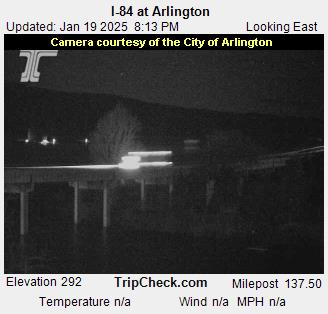 I-84 at Arlington
Updated: Jan 19 2025 8:13 PM Looking East
Camera courtesy of the City of Arlington
Elevation 292 TripCheck.com Milepost 137.50
Temperature n/a Wind n/a MPH n/a